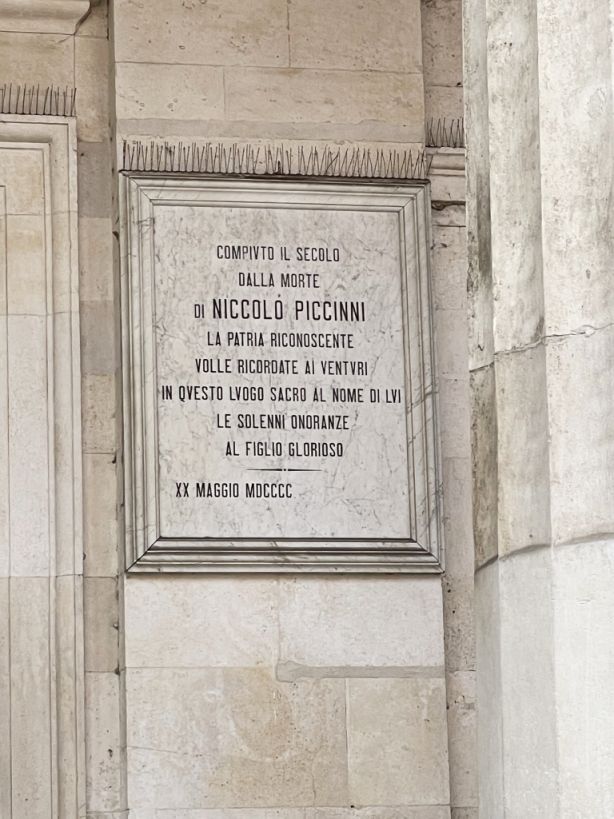 COMPIVTO IL SECOLO
DALLA MORTE
DI NICCOLÒ PICCINNI
LA PATRIA RICONOSCENTE
VOLLE RICORDATE AI VENTVRI
IN QVESTO LVOGO SACRO AL NOME DI LVI
LE SOLENNI ONORANZE
AL FIGLIO GLORIOSO
XX MAGGIO MDCCCC